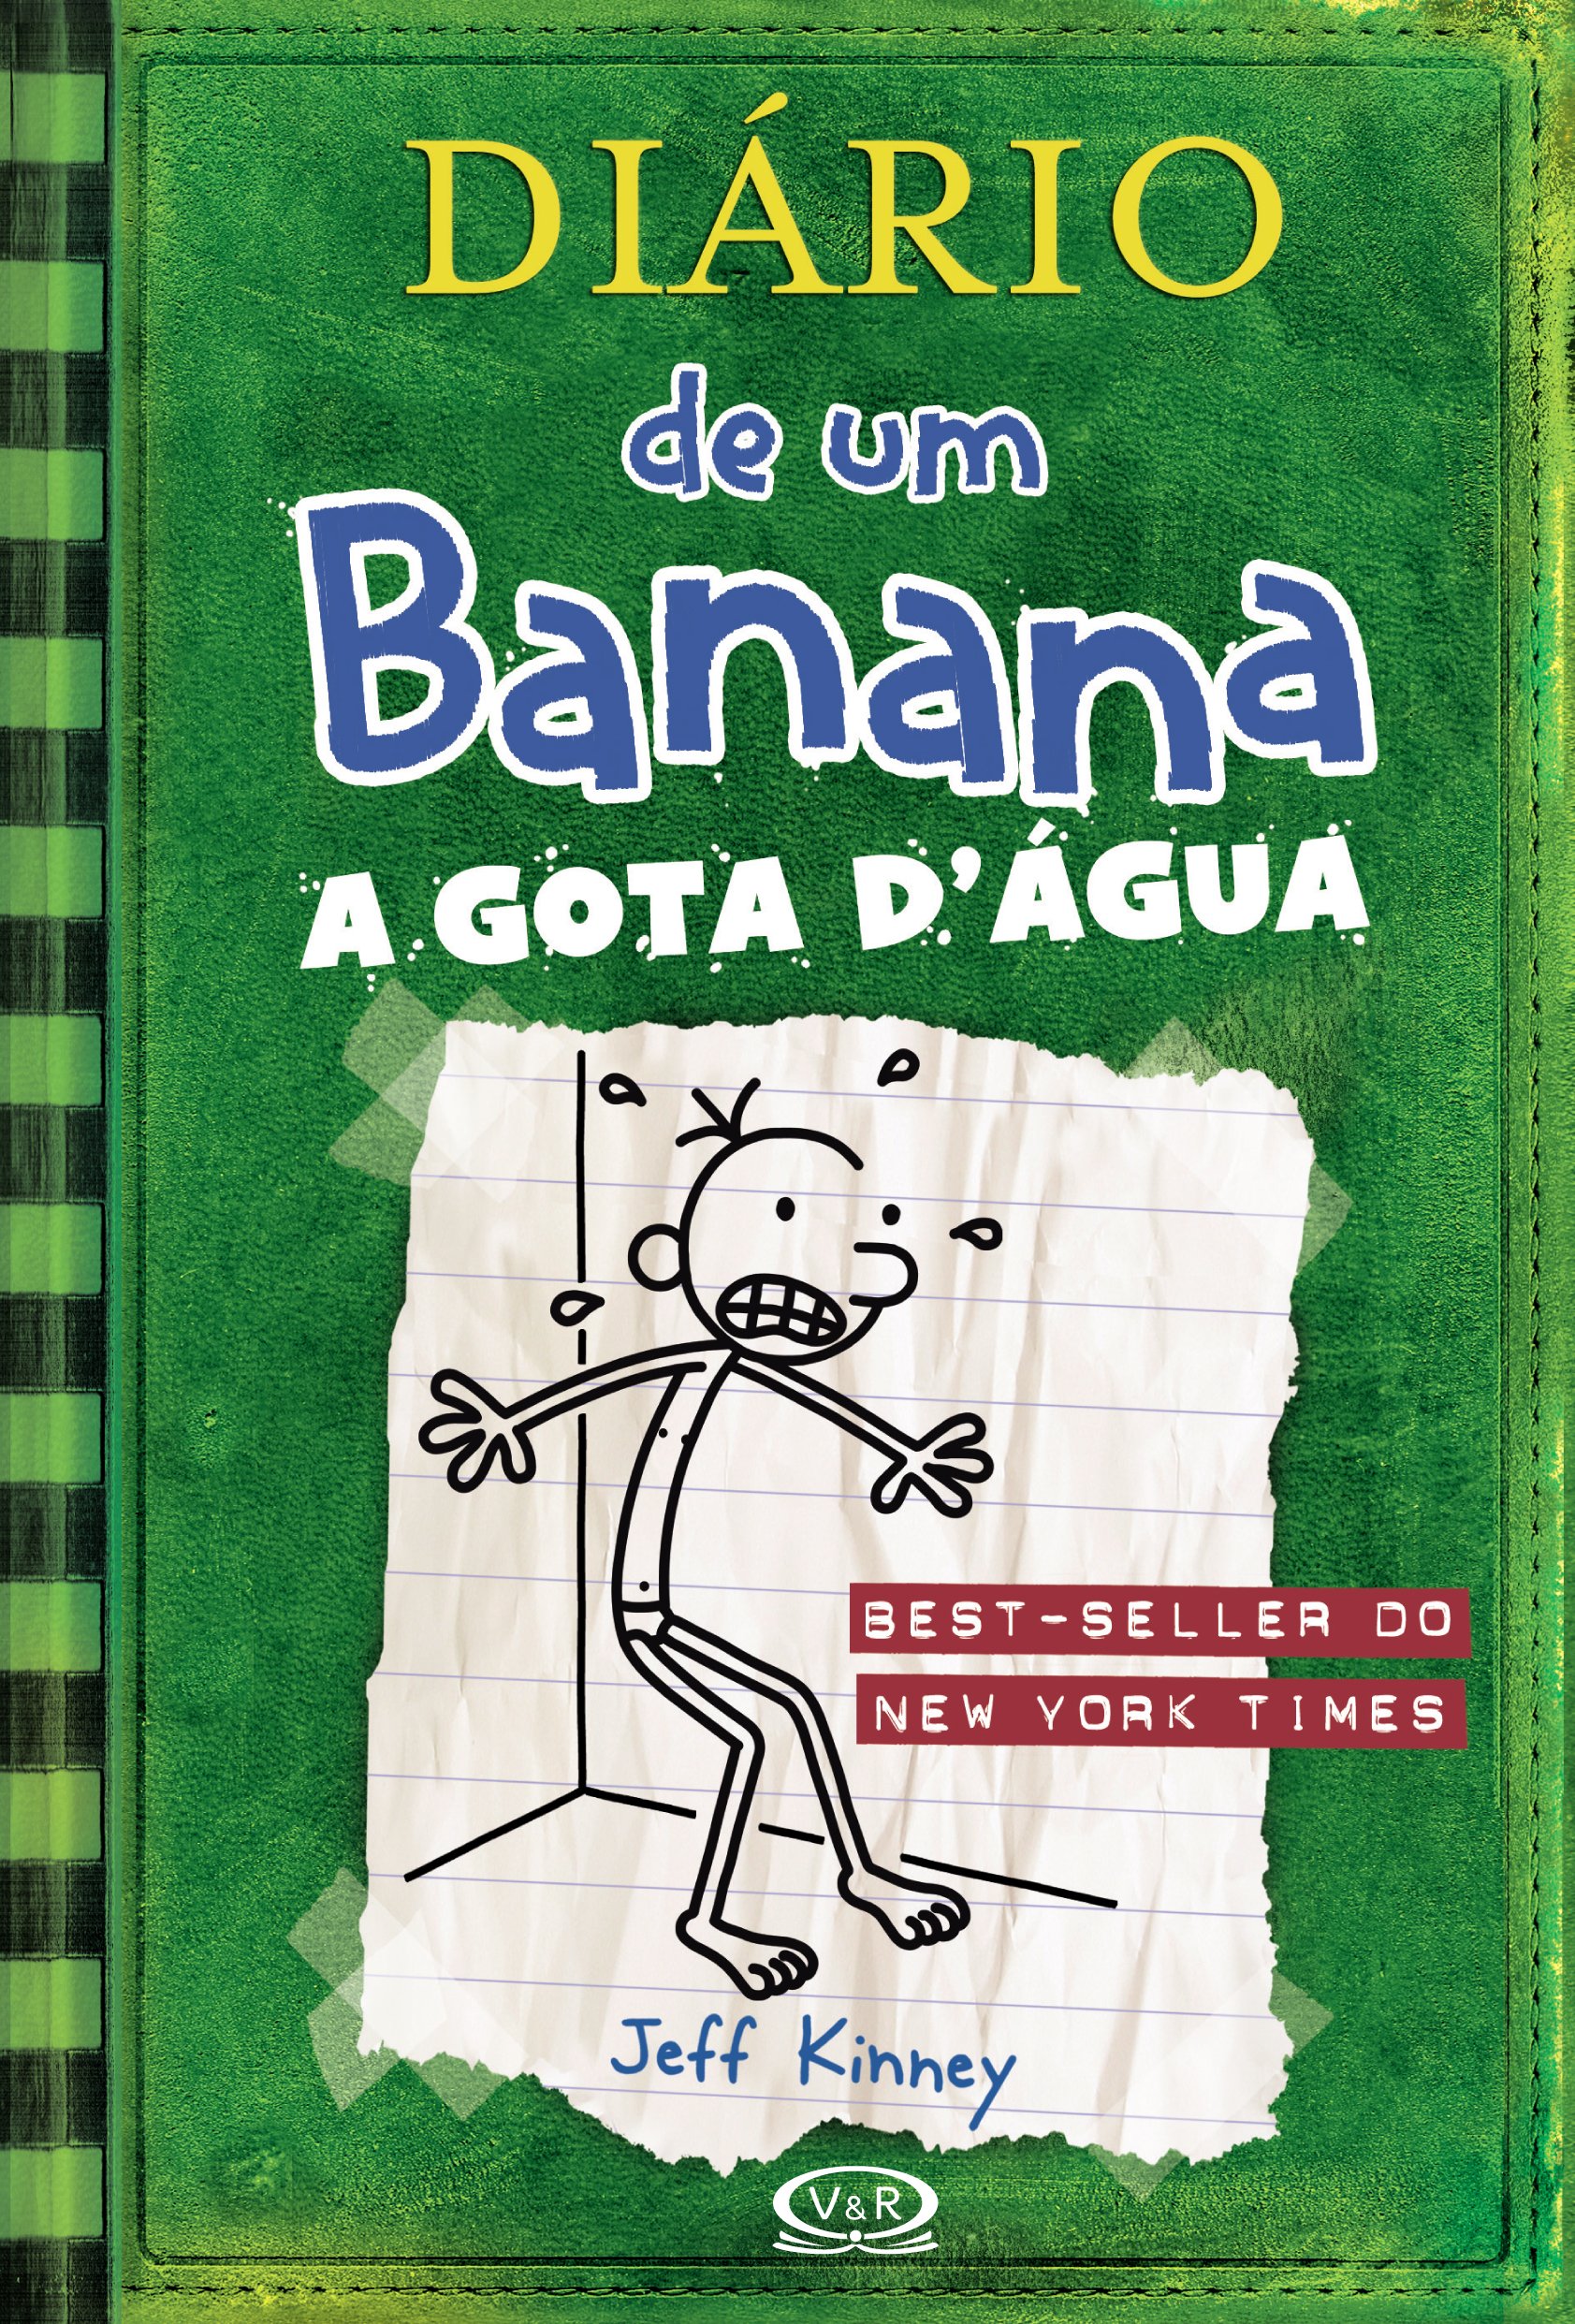 DIÁRIO
de um
Banana
A GOTA D'ÁGUA
BEST-SELLER DO
NEW YORK TIMES
Jeff Kinney
V&R